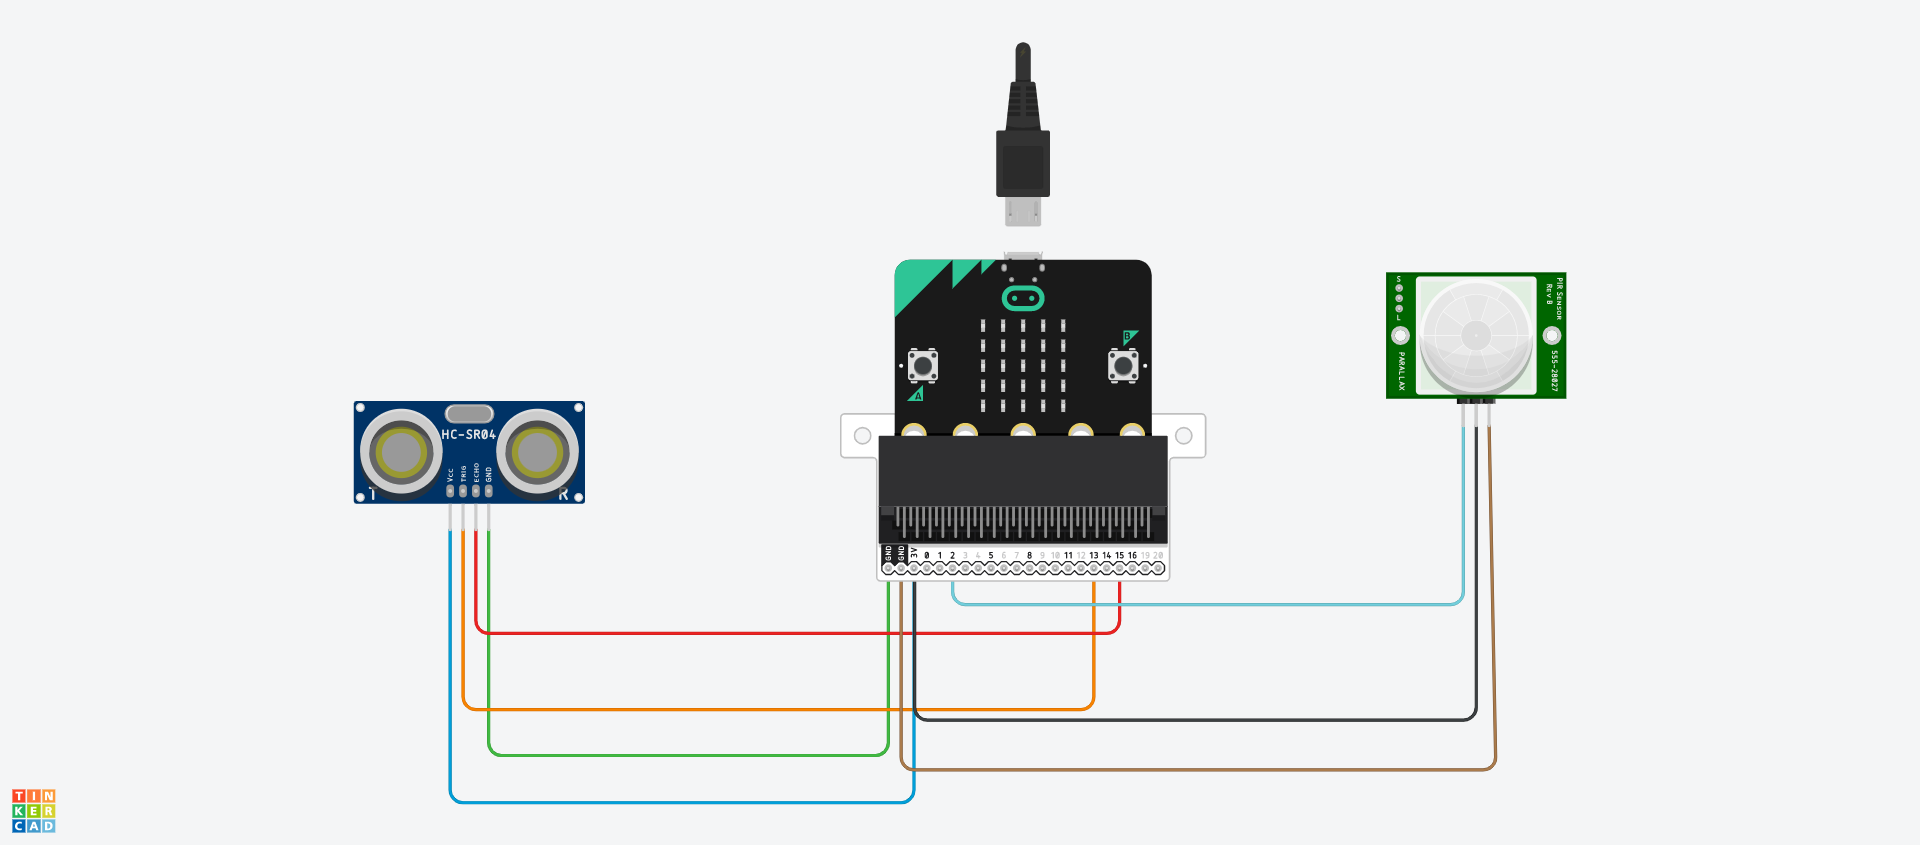 HC-SR04
Vcc
TRIG
ECHO
GND
T
R
A
B
GND GND 3V 0 1 2 3 4 5 6 7 8 9 10 11 12 13 14 15 16 19 20
S
L
PARALLAX
PIR SENSOR
REV B
555-28027
TIN
KER
CAD